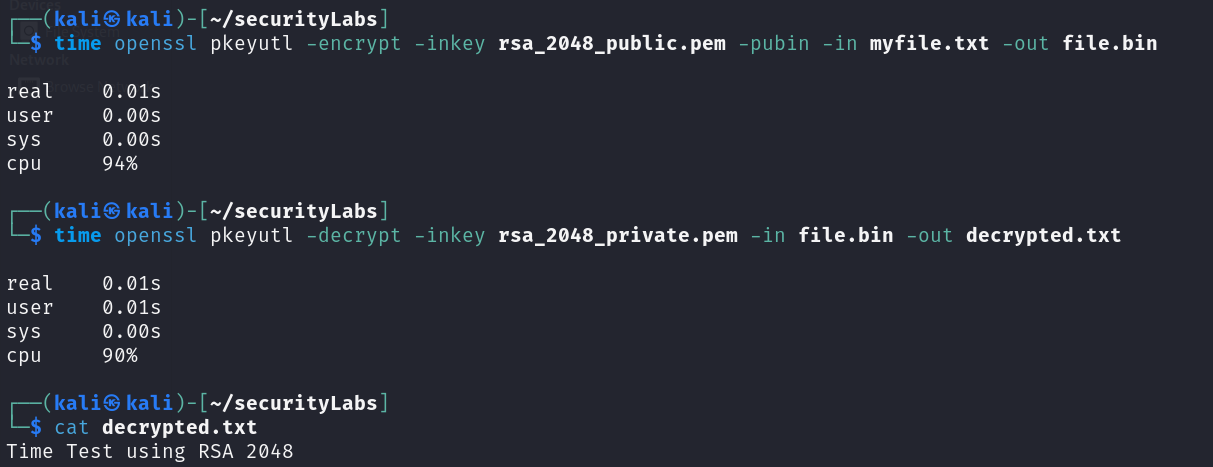 ┌──(kali㉿kali)-[~/securityLabs]
└─$ time openssl pkeyutl -encrypt -inkey rsa_2048_public.pem -pubin -in myfile.txt -out file.bin
real 0.01s
user 0.00s
sys 0.00s
cpu 94%
┌──(kali㉿kali)-[~/securityLabs]
└─$ time openssl pkeyutl -decrypt -inkey rsa_2048_private.pem -in file.bin -out decrypted.txt
real 0.01s
user 0.01s
sys 0.00s
cpu 90%
┌──(kali㉿kali)-[~/securityLabs]
└─$ cat decrypted.txt
Time Test using RSA 2048